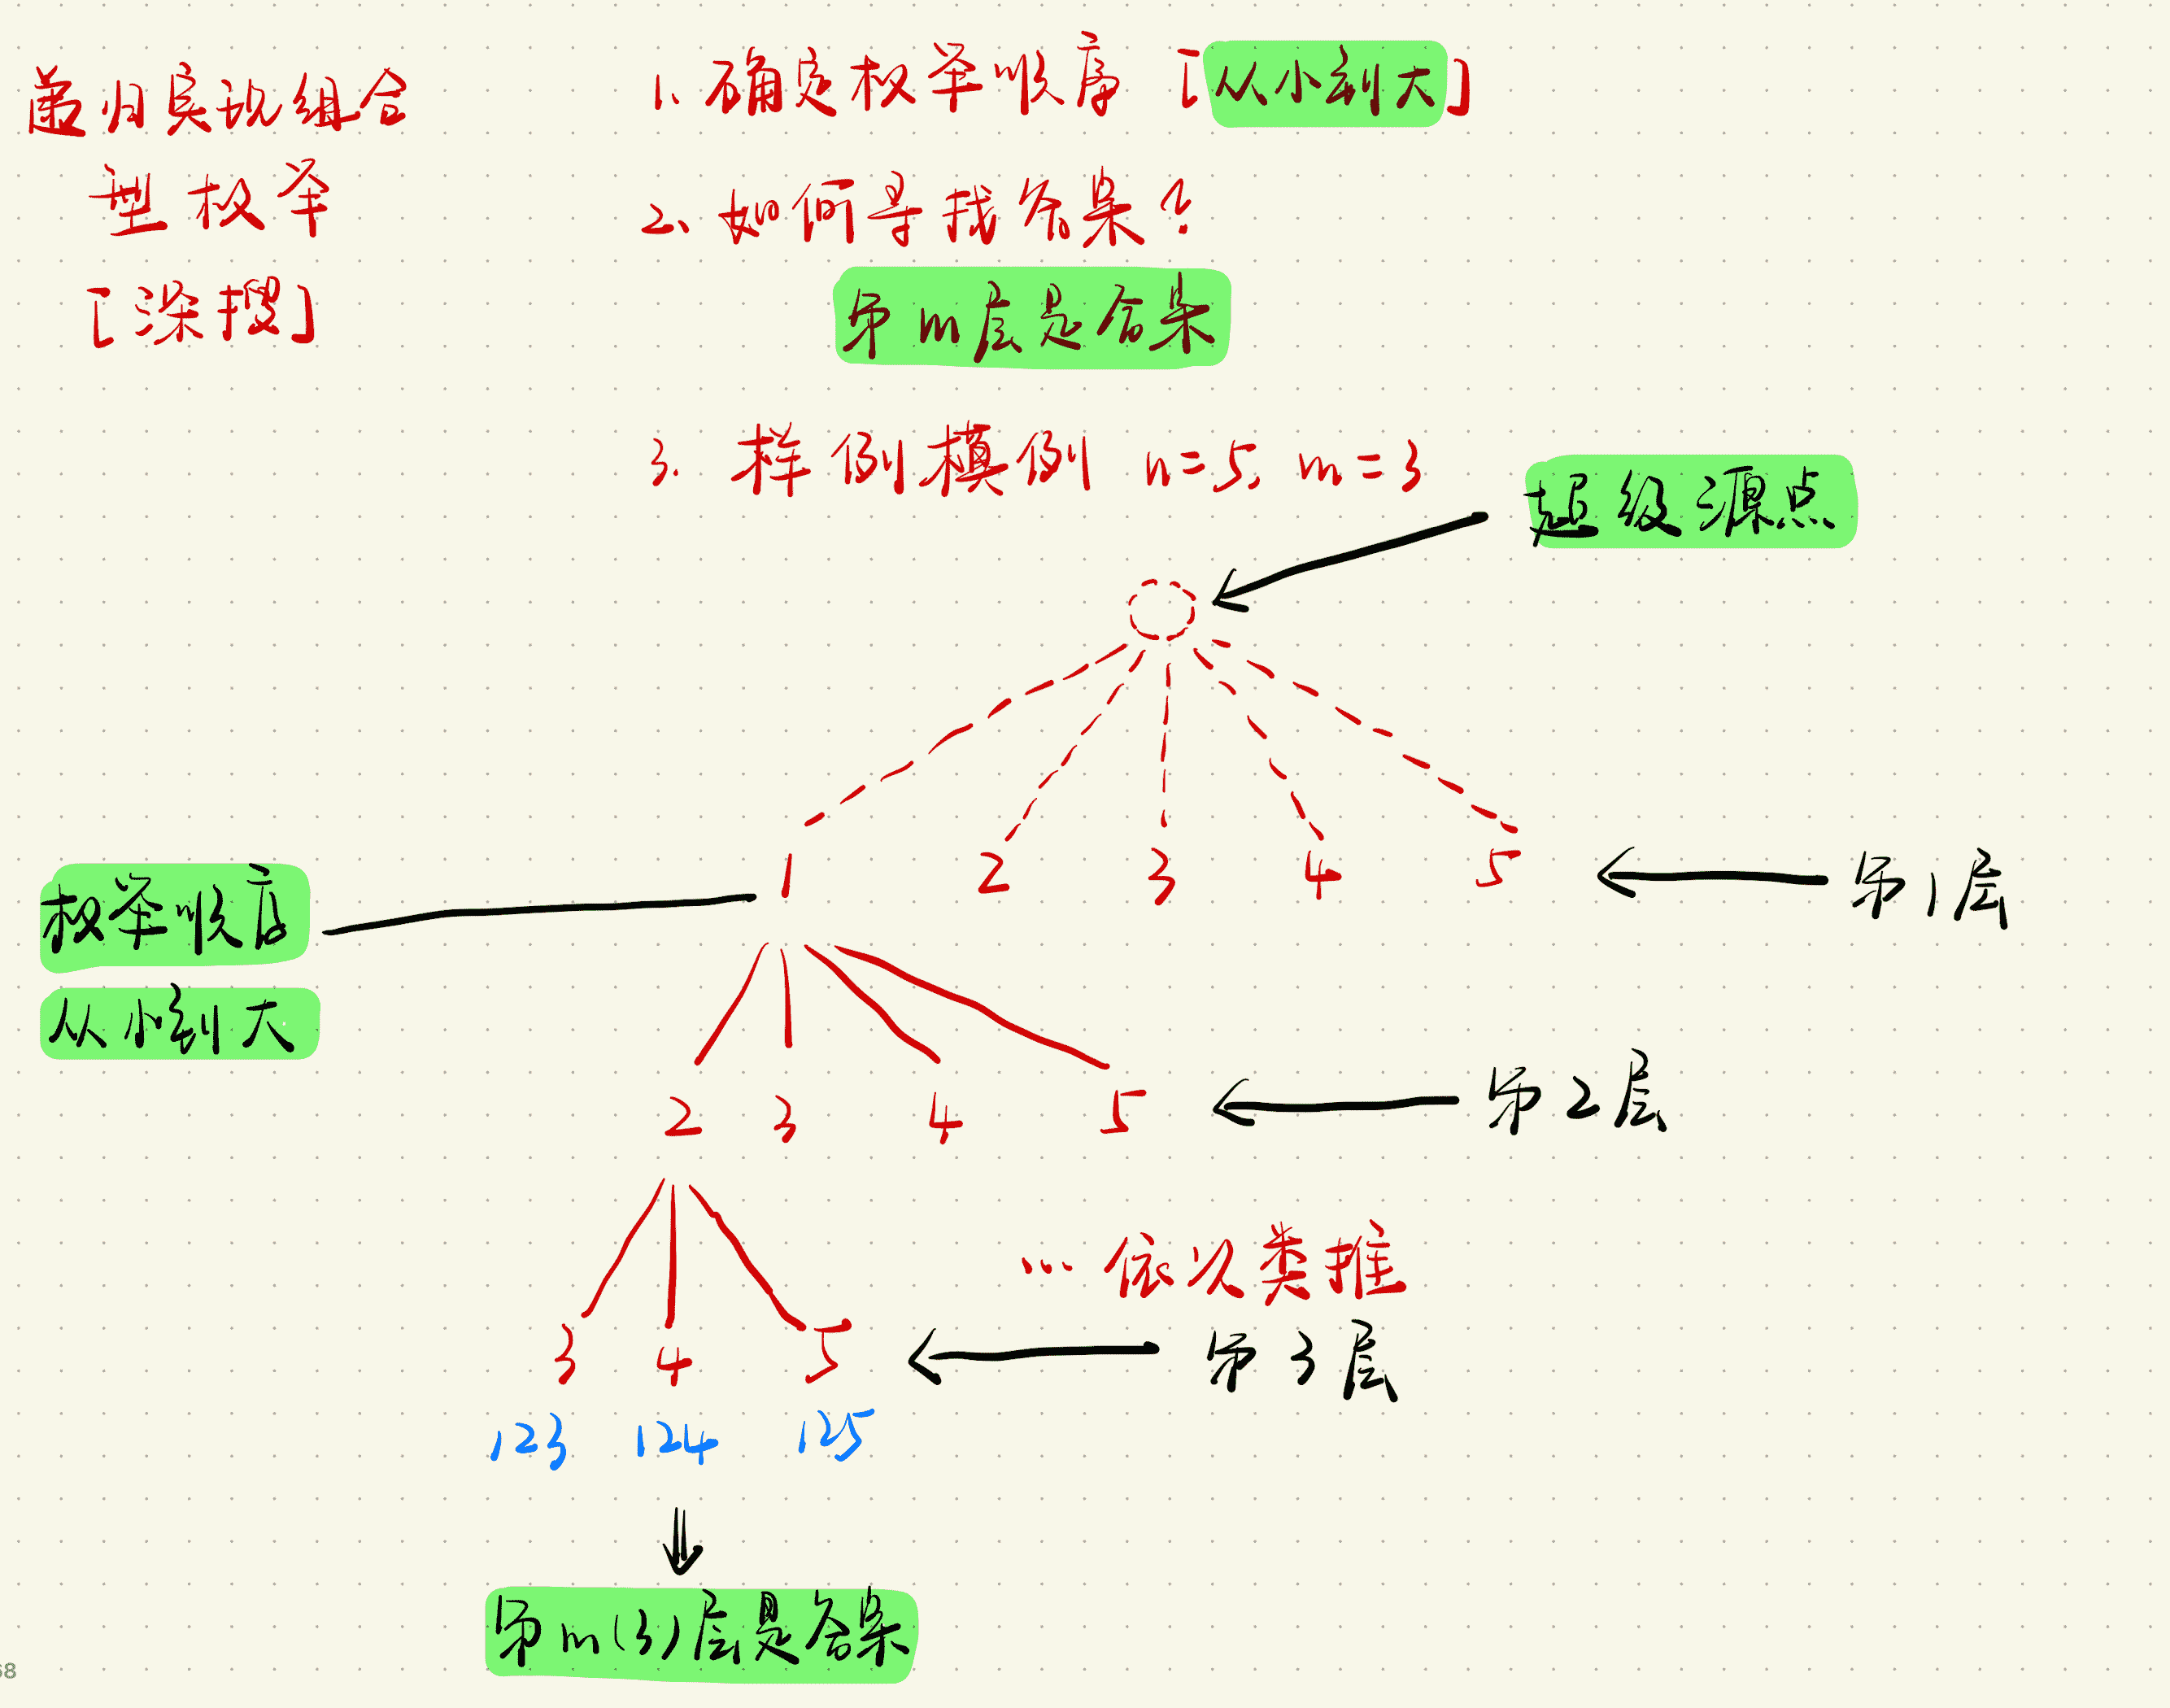 递归实现组合
型枚举
[深搜]
1、确定枚举顺序 [从小到大]
2、如何寻找答案?
第m层是答案
3. 样例模例 n=5, m=3
超级源点
1 2 3 4 5
第1层
枚举顺序
从小到大
2 3 4 5
第2层
... 依次类推
3 4 5
第3层
123 124 125
第m(3)层是答案
68